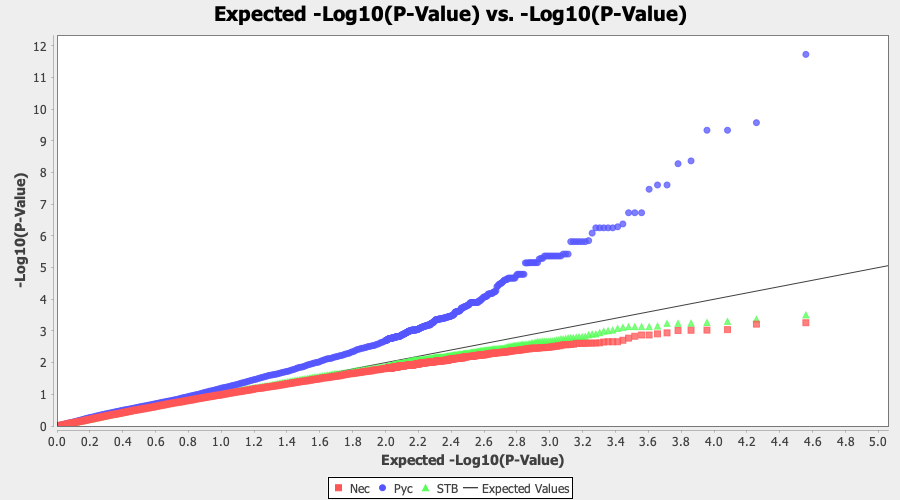 Expected -Log10(P-Value) vs. -Log10(P-Value)
-Log10(P-Value)
12
11
10
9
8
7
6
5
4
3
2
1
0
0.0 0.2 0.4 0.6 0.8 1.0 1.2 1.4 1.6 1.8 2.0 2.2 2.4 2.6 2.8 3.0 3.2 3.4 3.6 3.8 4.0 4.2 4.4 4.6 4.8 5.0
Expected -Log10(P-Value)
Nec Pyc STB Expected Values